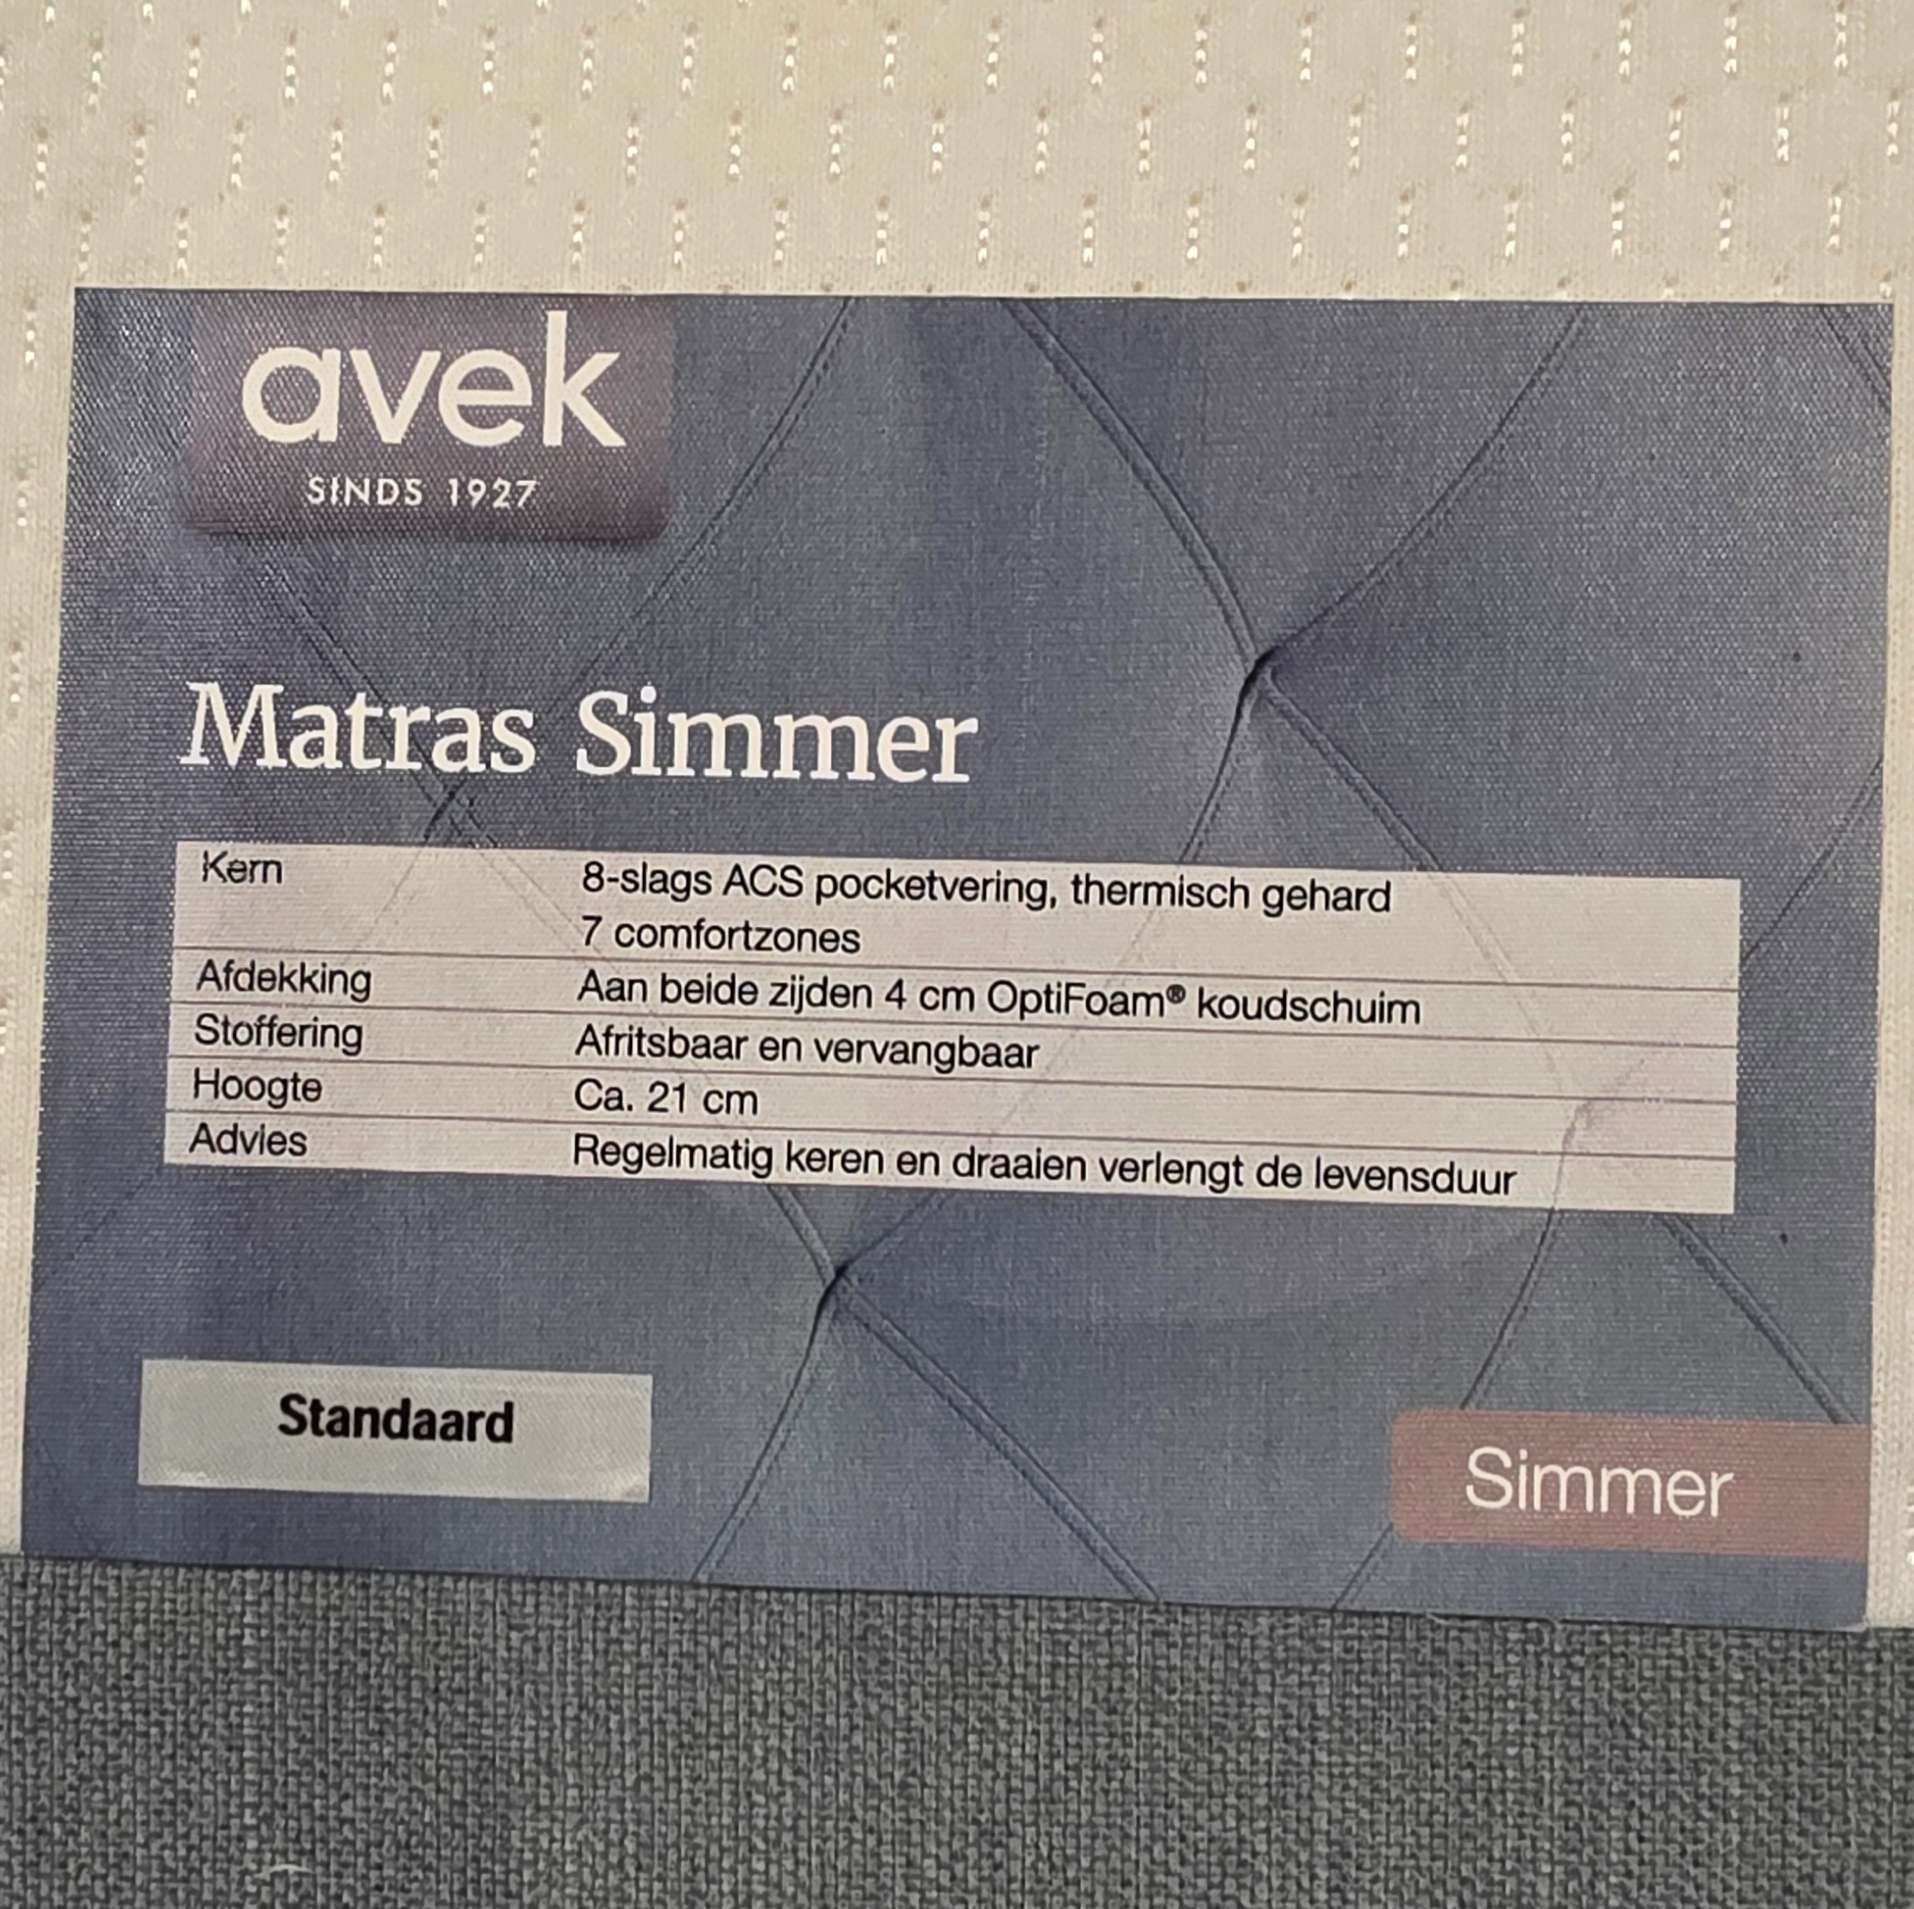 avek
SINDS 1927
Matras Simmer
Kern 8-slags ACS pocketvering, thermisch gehard
7 comfortzones
Afdekking Aan beide zijden 4 cm OptiFoam® koudschuim
Stoffering Afritsbaar en vervangbaar
Hoogte Ca. 21 cm
Advies Regelmatig keren en draaien verlengt de levensduur
Standaard
Simmer